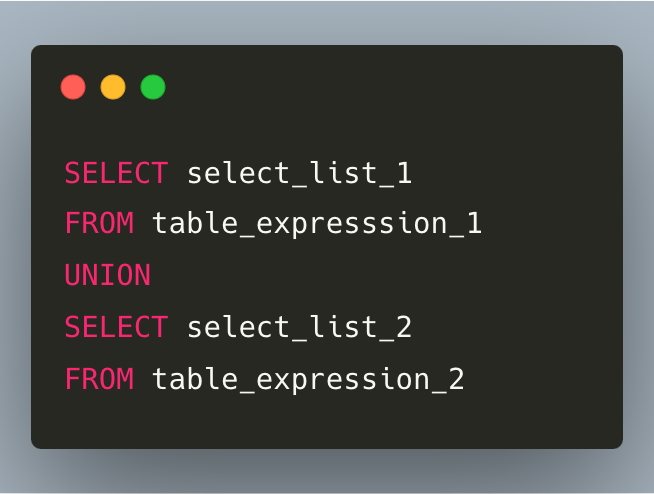 SELECT select_list_1
FROM table_expresssion_1
UNION
SELECT select_list_2
FROM table_expression_2